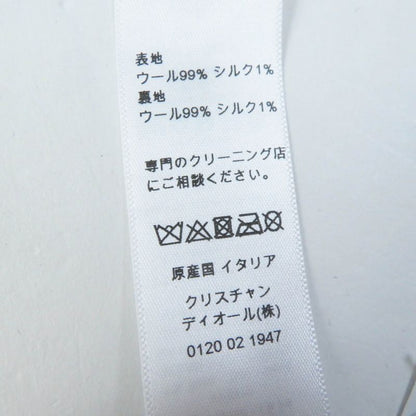 表地
ウール99% シルク1%
裏地
ウール99% シルク1%
専門のクリーニング店
にご相談ください。
原産国 イタリア
クリスチャン
ディオール(株)
0120 02 1947